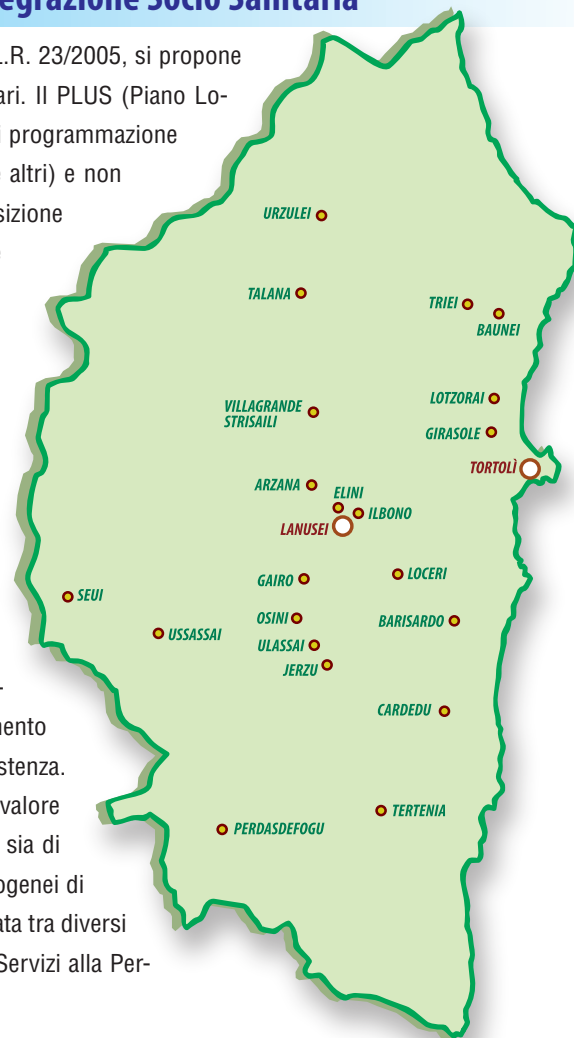 egrazione Socio Sanitaria
L.R. 23/2005, si propone
ari. Il PLUS (Piano Lo-
i programmazione
e altri) e non
sizione
URZULEI
TALANA
TRIEI
BAUNEI
VILLAGRANDE
STRISAILI
LOTZORAI
GIRASOLE
TORTOLÌ
ARZANA
ELINI
ILBONO
LANUSEI
GAIRO
LOCERI
SEUI
OSINI
BARISARDO
USSASSAI
ULASSAI
JERZU
CARDEDU
mento
stenza.
valore
sia di
ogenei di
ata tra diversi
Servizi alla Per-
TERTENIA
PERDASDEFOGU